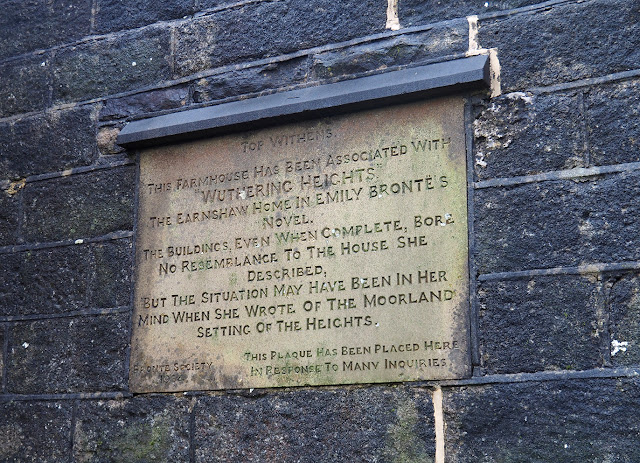 TOP WITHENS.
THIS FARMHOUSE HAS BEEN ASSOCIATED WITH
"WUTHERING HEIGHTS",
THE EARNSHAW HOME IN EMILY BRONTË'S
NOVEL.
THE BUILDINGS, EVEN WHEN COMPLETE, BORE
NO RESEMBLANCE TO THE HOUSE SHE
DESCRIBED,
BUT THE SITUATION MAY HAVE BEEN IN HER
MIND WHEN SHE WROTE OF THE MOORLAND
SETTING OF THE HEIGHTS.
BRONTË SOCIETY
THIS PLAQUE HAS BEEN PLACED HERE
IN RESPONSE TO MANY INQUIRIES